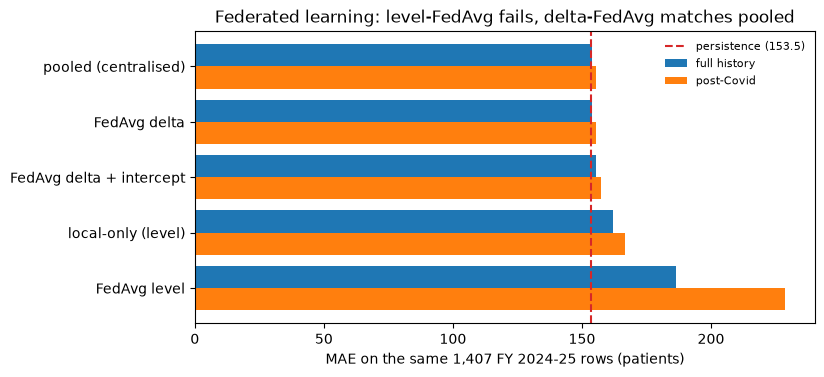 Federated learning: level-FedAvg fails, delta-FedAvg matches pooled
persistence (153.5)
full history
post-Covid
pooled (centralised)
FedAvg delta
FedAvg delta + intercept
local-only (level)
FedAvg level
0 50 100 150 200
MAE on the same 1,407 FY 2024-25 rows (patients)